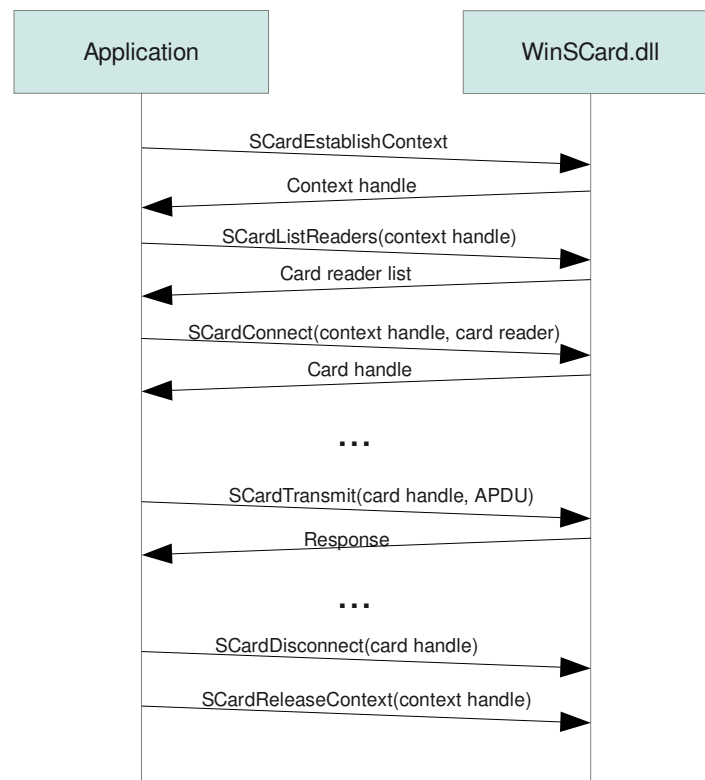 Application
WinSCard.dll
SCardEstablishContext
Context handle
SCardListReaders(context handle)
Card reader list
SCardConnect(context handle, card reader)
Card handle
...
SCardTransmit(card handle, APDU)
Response
...
SCardDisconnect(card handle)
SCardReleaseContext(context handle)